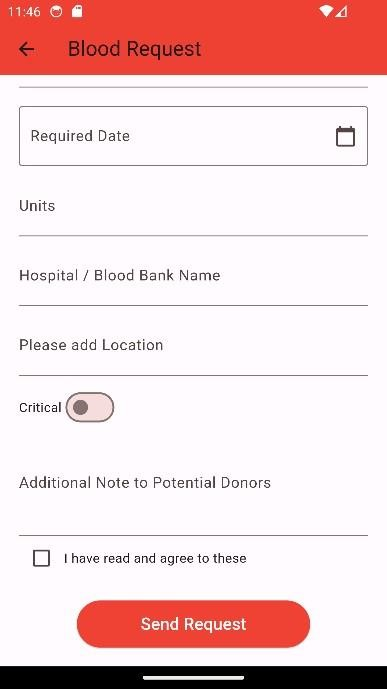 11:46
Blood Request
Required Date
Units
Hospital / Blood Bank Name
Please add Location
Critical
Additional Note to Potential Donors
I have read and agree to these
Send Request